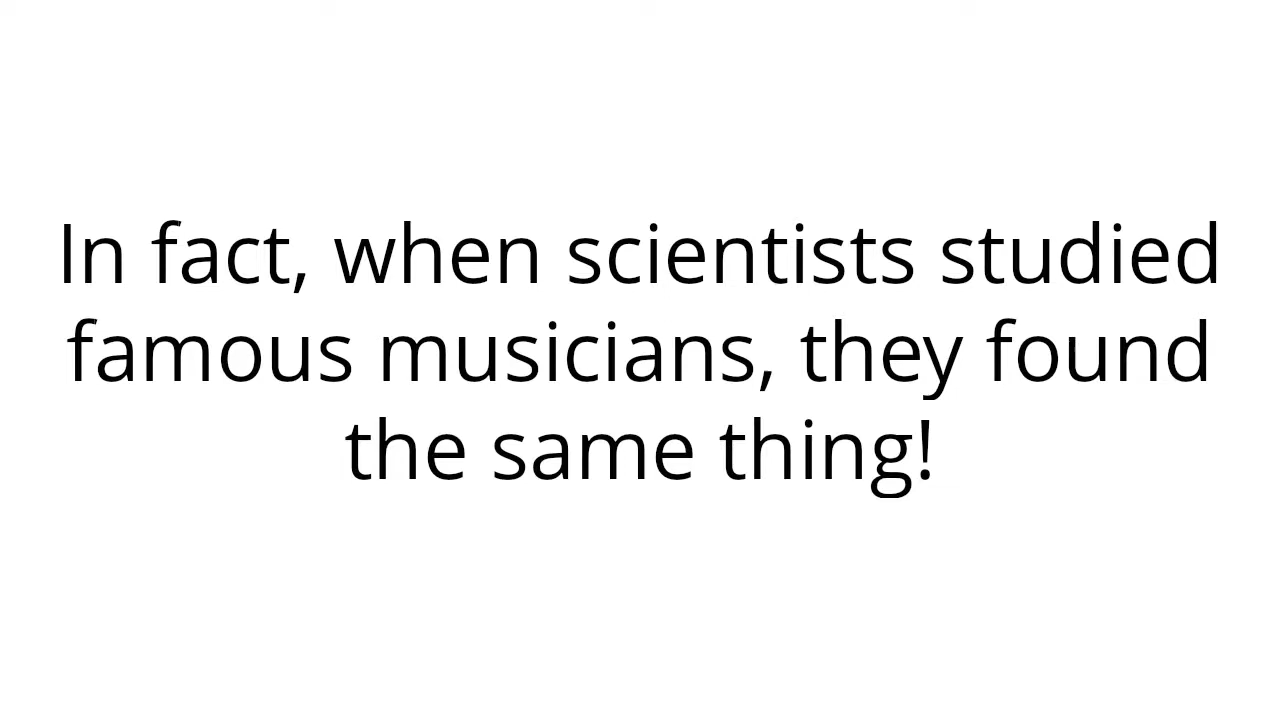 In fact, when scientists studied
famous musicians, they found
the same thing!